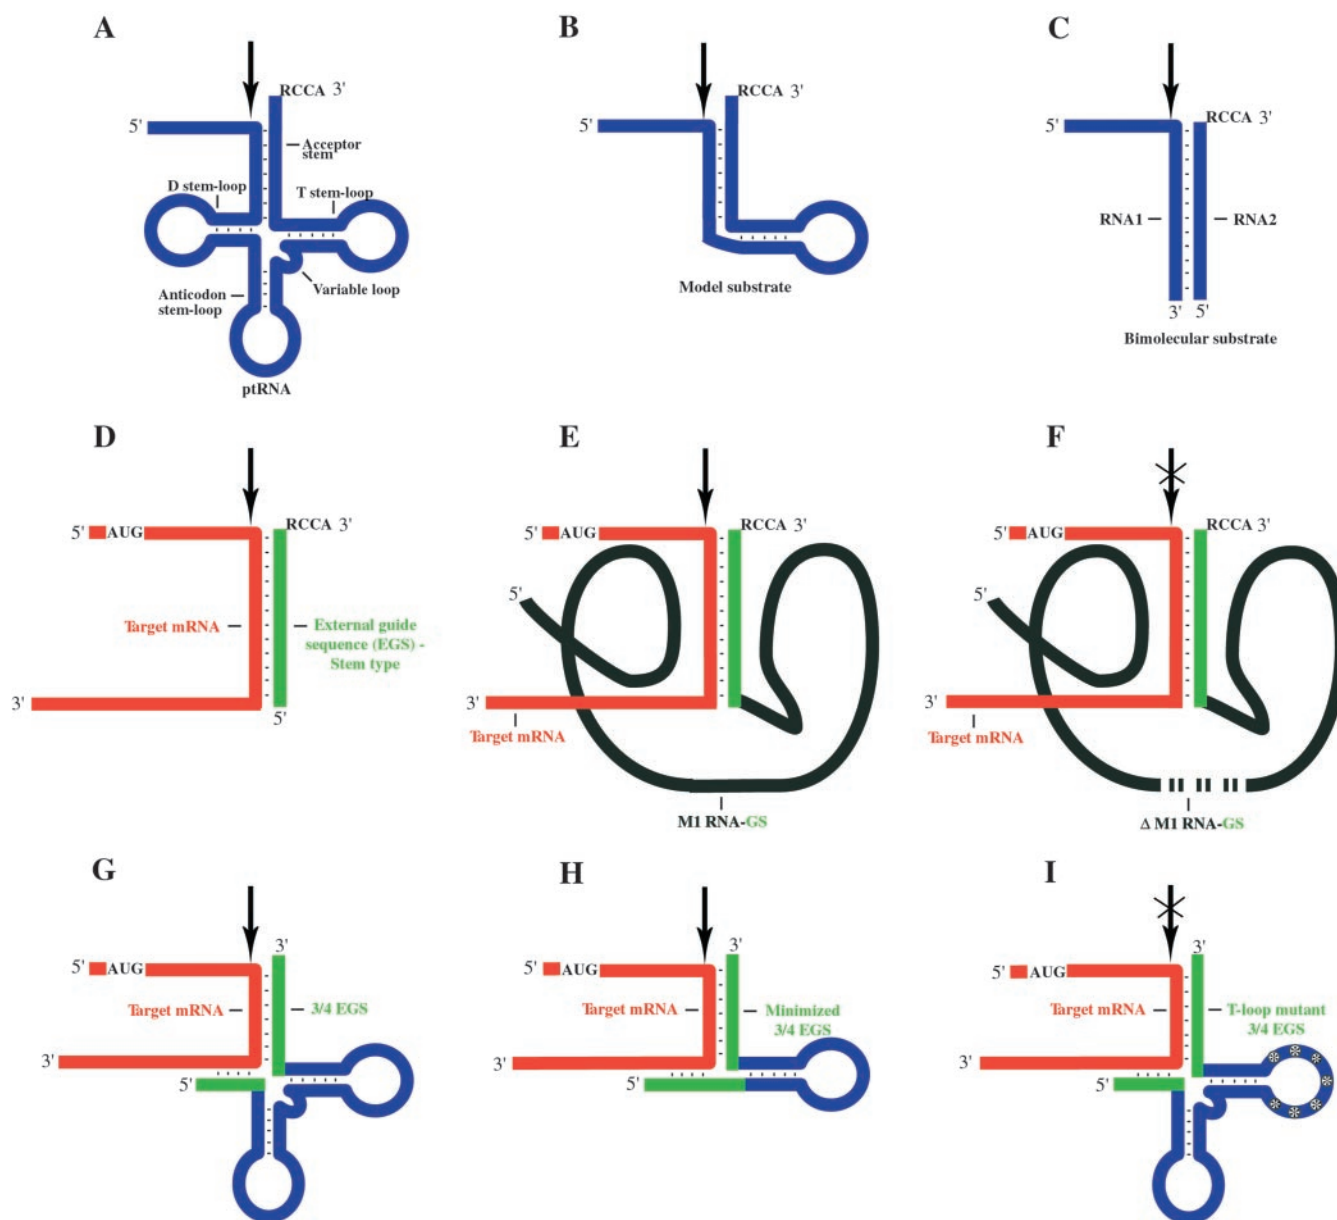 A
B
C
RCCA 3'
5'
Acceptor
stem
D stem-loop
T stem-loop
Anticodon
stem-loop
Variable loop
ptRNA
RCCA 3'
5'
Model substrate
RCCA 3'
5'
RNA1
RNA2
3' 5'
Bimolecular substrate
D
E
F
5' AUG
RCCA 3'
Target mRNA
External guide
sequence (EGS) -
Stem type
3'
5'
5' AUG
RCCA 3'
5'
3'
Target mRNA
M1 RNA-GS
5' AUG
RCCA 3'
5'
3'
Target mRNA
Δ M1 RNA-GS
G
H
I
3'
5' AUG
Target mRNA
3/4 EGS
3'
5'
3'
5' AUG
Target mRNA
Minimized
3/4 EGS
3'
5'
3'
5' AUG
Target mRNA
T-loop mutant
3/4 EGS
3'
5'